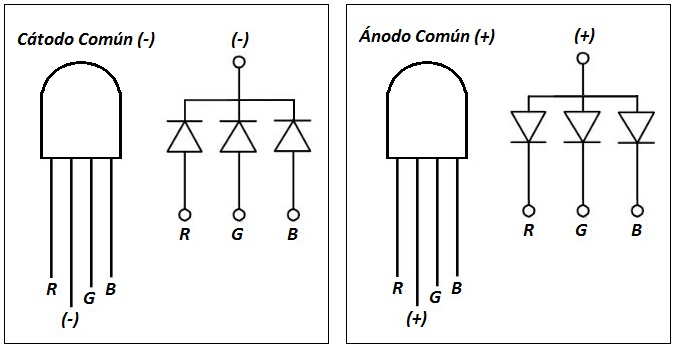 Cátodo Común (-)
(-)
R G B
R (-) G B
Ánodo Común (+)
(+)
R G B
R (+) G B